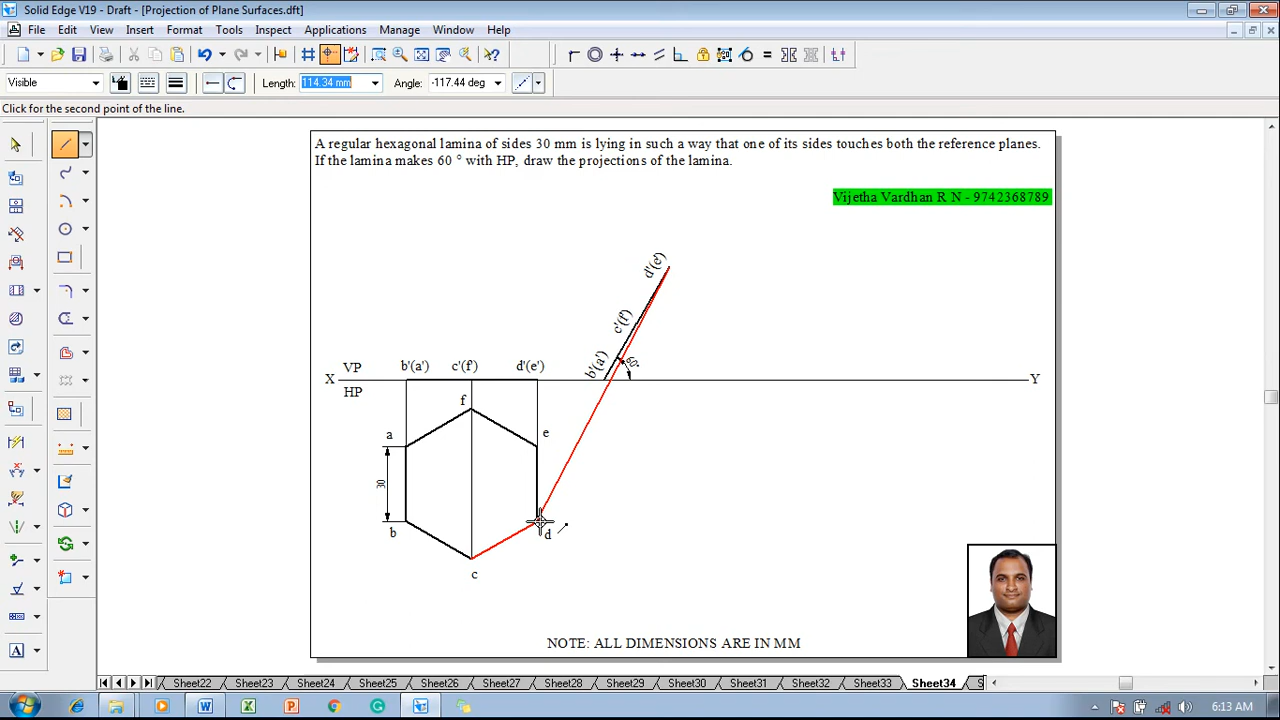 Solid Edge V19 - Draft - [Projection of Plane Surfaces.dft]
File Edit View Insert Format Tools Inspect Applications Manage Window Help
Visible Length: 114.34 mm Angle: -117.44 deg
Click for the second point of the line.
A regular hexagonal lamina of sides 30 mm is lying in such a way that one of its sides touches both the reference planes.
If the lamina makes 60 ° with HP, draw the projections of the lamina.
Vijetha Vardhan R N - 9742368789
d'(e')
c'(f')
b'(a')
60°
VP b'(a') c'(f') d'(e')
X Y
HP
f
a e
30
b d
c
NOTE: ALL DIMENSIONS ARE IN MM
Sheet22 Sheet23 Sheet24 Sheet25 Sheet26 Sheet27 Sheet28 Sheet29 Sheet30 Sheet31 Sheet32 Sheet33 Sheet34 S
6:13 AM